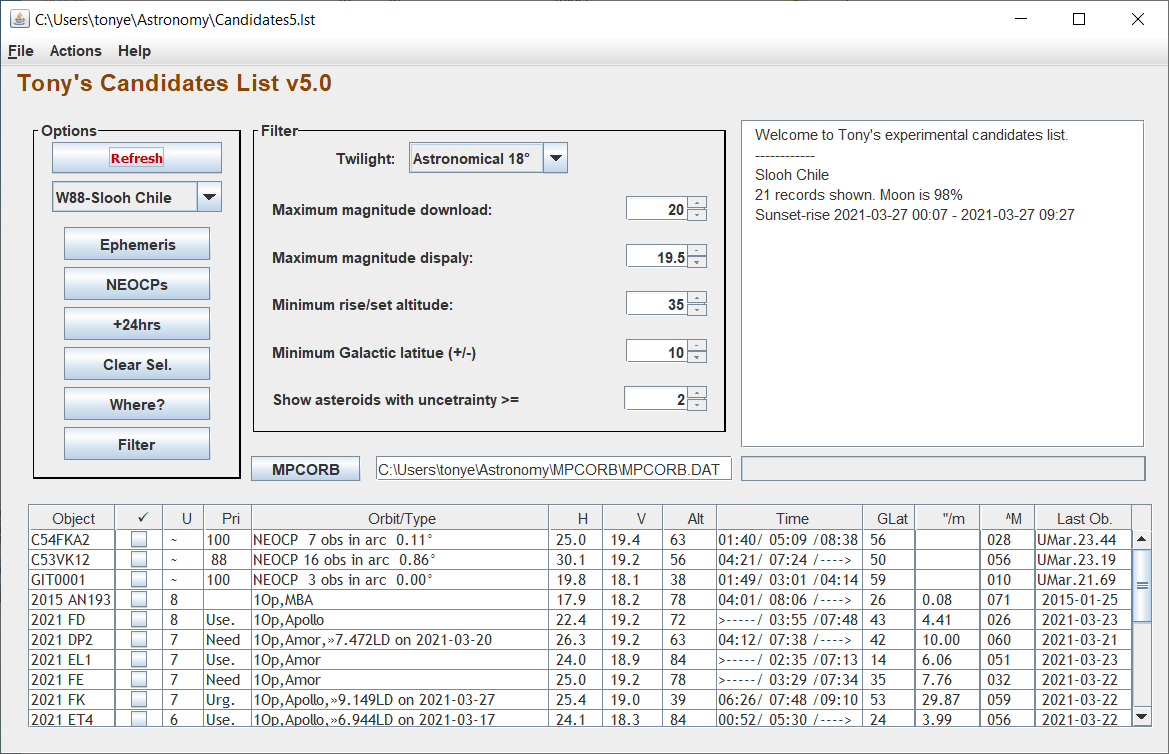 C:\Users\tonye\Astronomy\Candidates5.lst
File Actions Help
Tony's Candidates List v5.0
Options
Refresh
W88-Slooh Chile
Ephemeris
NEOCPs
+24hrs
Clear Sel.
Where?
Filter
Filter
Twilight: Astronomical 18°
Maximum magnitude download: 20
Maximum magnitude dispaly: 19.5
Minimum rise/set altitude: 35
Minimum Galactic latitue (+/-) 10
Show asteroids with uncetrainty >= 2
Welcome to Tony's experimental candidates list.
------------
Slooh Chile
21 records shown. Moon is 98%
Sunset-rise 2021-03-27 00:07 - 2021-03-27 09:27
MPCORB C:\Users\tonye\Astronomy\MPCORB\MPCORB.DAT
Object ✓ U Pri Orbit/Type H V Alt Time GLat "/m ^M Last Ob.
C54FKA2 ~ 100 NEOCP 7 obs in arc 0.11° 25.0 19.4 63 01:40/ 05:09 /08:38 56 028 UMar.23.44
C53VK12 ~ 88 NEOCP 16 obs in arc 0.86° 30.1 19.2 56 04:21/ 07:24 /----> 50 056 UMar.23.19
GIT0001 ~ 100 NEOCP 3 obs in arc 0.00° 19.8 18.1 38 01:49/ 03:01 /04:14 59 010 UMar.21.69
2015 AN193 8 1Op,MBA 17.9 18.2 78 04:01/ 08:06 /----> 26 0.08 071 2015-01-25
2021 FD 8 Use. 1Op,Apollo 22.4 19.2 72 >-----/ 03:55 /07:48 43 4.41 026 2021-03-23
2021 DP2 7 Need 1Op,Amor,»7.472LD on 2021-03-20 26.3 19.2 63 04:12/ 07:38 /----> 42 10.00 060 2021-03-21
2021 EL1 7 Use. 1Op,Amor 24.0 18.9 84 >-----/ 02:35 /07:13 14 6.06 051 2021-03-23
2021 FE 7 Need 1Op,Amor 25.0 19.2 78 >-----/ 03:29 /07:34 35 7.76 032 2021-03-22
2021 FK 7 Urg. 1Op,Apollo,»9.149LD on 2021-03-27 25.4 19.0 39 06:26/ 07:48 /09:10 53 29.87 059 2021-03-22
2021 ET4 6 Use. 1Op,Apollo,»6.944LD on 2021-03-17 24.1 18.3 84 00:52/ 05:30 /----> 24 3.99 056 2021-03-22